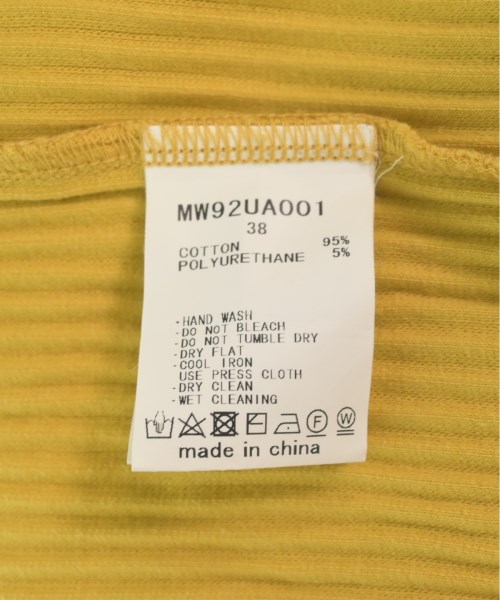 MW92UA001
38
COTTON 95%
POLYURETHANE 5%
-HAND WASH
-DO NOT BLEACH
-DO NOT TUMBLE DRY
-DRY FLAT
-COOL IRON
USE PRESS CLOTH
-DRY CLEAN
-WET CLEANING
F W
made in china